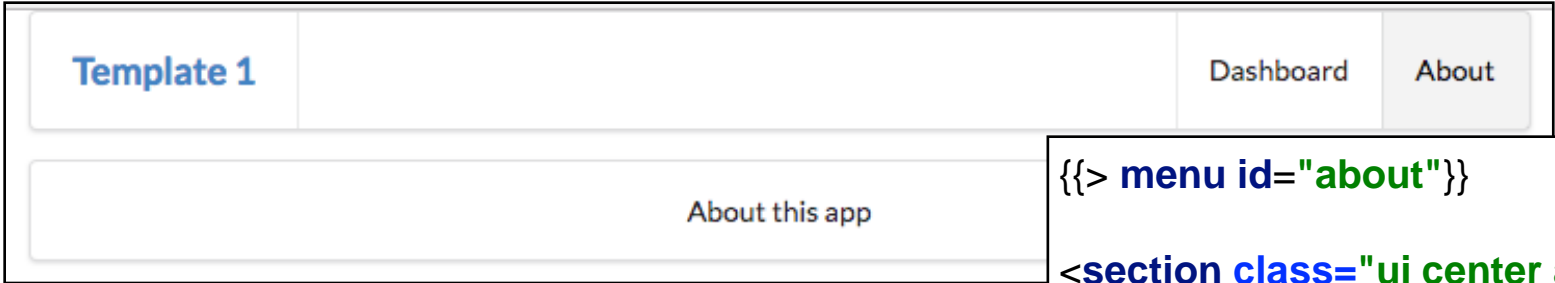 Template 1 Dashboard About
About this app
{{> menu id="about"}}
<section class="ui center